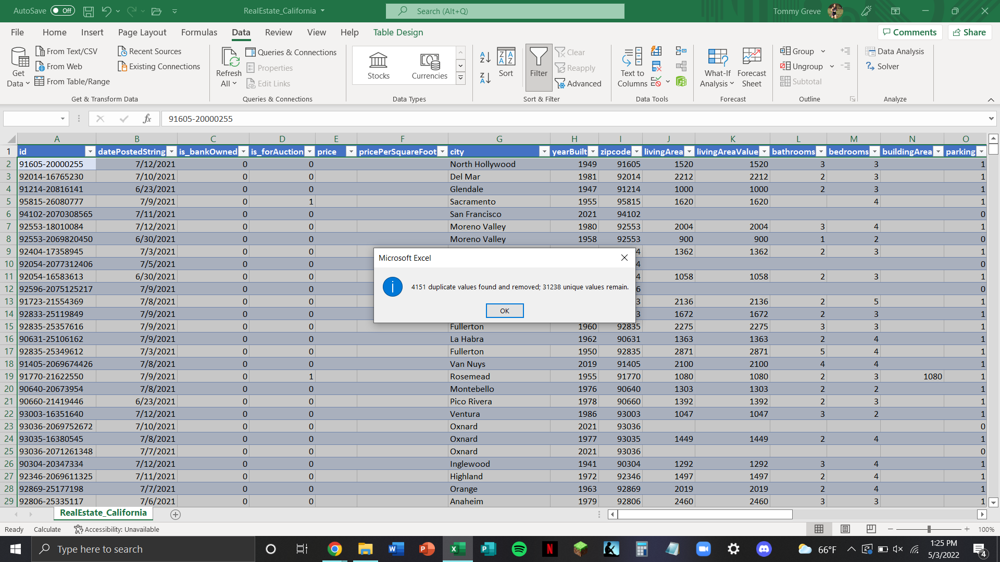 AutoSave Off RealEstate_California Search (Alt+Q) Tommy Greve
File Home Insert Page Layout Formulas Data Review View Help Table Design Comments Share
Get Data From Text/CSV From Web From Table/Range Recent Sources Existing Connections
Get & Transform Data
Refresh All Queries & Connections Properties Edit Links
Queries & Connections
Stocks Currencies
Data Types
Sort Filter Clear Reapply Advanced
Sort & Filter
Text to Columns
Data Tools
What-If Analysis Forecast Sheet
Forecast
Group Ungroup Subtotal
Outline
Data Analysis Solver
Analyze
fx 91605-20000255
A B C D E F G H I J K L M N O
1 id datePostedString is_bankOwned is_forAuction price pricePerSquareFoot city yearBuilt zipcode livingArea livingAreaValue bathrooms bedrooms buildingArea parking
2 91605-20000255 7/12/2021 0 0 North Hollywood 1949 91605 1520 1520 3 3 1
3 92014-16765230 7/10/2021 0 0 Del Mar 1981 92014 2212 2212 2 3 1
4 91214-20816141 6/23/2021 0 0 Glendale 1947 91214 1000 1000 2 3 1
5 95815-26080777 7/9/2021 0 1 Sacramento 1955 95815 1620 1620 4 1
6 94102-2070308565 7/11/2021 0 0 San Francisco 2021 94102 0
7 92553-18010084 7/12/2021 0 0 Moreno Valley 1980 92553 2004 2004 3 4 1
8 92553-2069820450 6/30/2021 0 0 Moreno Valley 1958 92553 900 900 1 2 0
9 92404-17358945 7/3/2021 0 0 4 1362 1362 2 3 1
10 92054-2077312406 7/5/2021 0 0 4 0
11 92054-16583613 6/30/2021 0 0 4 1058 1058 2 3 1
12 92596-2075125217 7/9/2021 0 0 6 0
13 91723-21554369 7/8/2021 0 0 3 2136 2136 2 5 1
14 92833-25119849 7/9/2021 0 0 3 1672 1672 2 3 1
Microsoft Excel
4151 duplicate values found and removed; 31238 unique values remain.
OK
15 92835-25357616 7/9/2021 0 0 Fullerton 1960 92835 2275 2275 3 3 1
16 90631-25106162 7/9/2021 0 0 La Habra 1962 90631 1363 1363 2 4 1
17 92835-25349612 7/3/2021 0 0 Fullerton 1950 92835 2871 2871 5 4 1
18 91405-2069674426 7/8/2021 0 0 Van Nuys 2019 91405 2100 2100 4 4 1
19 91770-21622550 7/9/2021 0 1 Rosemead 1955 91770 1080 1080 2 3 1080 1
20 90640-20673954 7/8/2021 0 0 Montebello 1976 90640 1303 1303 2 2 1
21 90660-21419446 6/23/2021 0 0 Pico Rivera 1978 90660 1392 1392 2 3 1
22 93003-16351640 7/12/2021 0 0 Ventura 1986 93003 1047 1047 3 2 1
23 93036-2069752672 7/10/2021 0 0 Oxnard 2021 93036 0
24 93035-16380545 7/8/2021 0 0 Oxnard 1977 93035 1449 1449 2 4 1
25 93036-2071261348 7/7/2021 0 0 Oxnard 2021 93036 0
26 90304-20347334 7/12/2021 0 0 Inglewood 1941 90304 1292 1292 3 4 1
27 92346-2069611325 7/11/2021 0 0 Highland 1972 92346 1497 1497 2 4 1
28 92869-25177198 7/7/2021 0 0 Orange 1963 92869 2019 2019 2 4 1
29 92806-25335117 7/6/2021 0 0 Anaheim 1979 92806 2460 2460 3 3 1
RealEstate_California
Ready Calculate Accessibility: Unavailable 100%
Type here to search 66°F 1:25 PM
5/3/2022 4